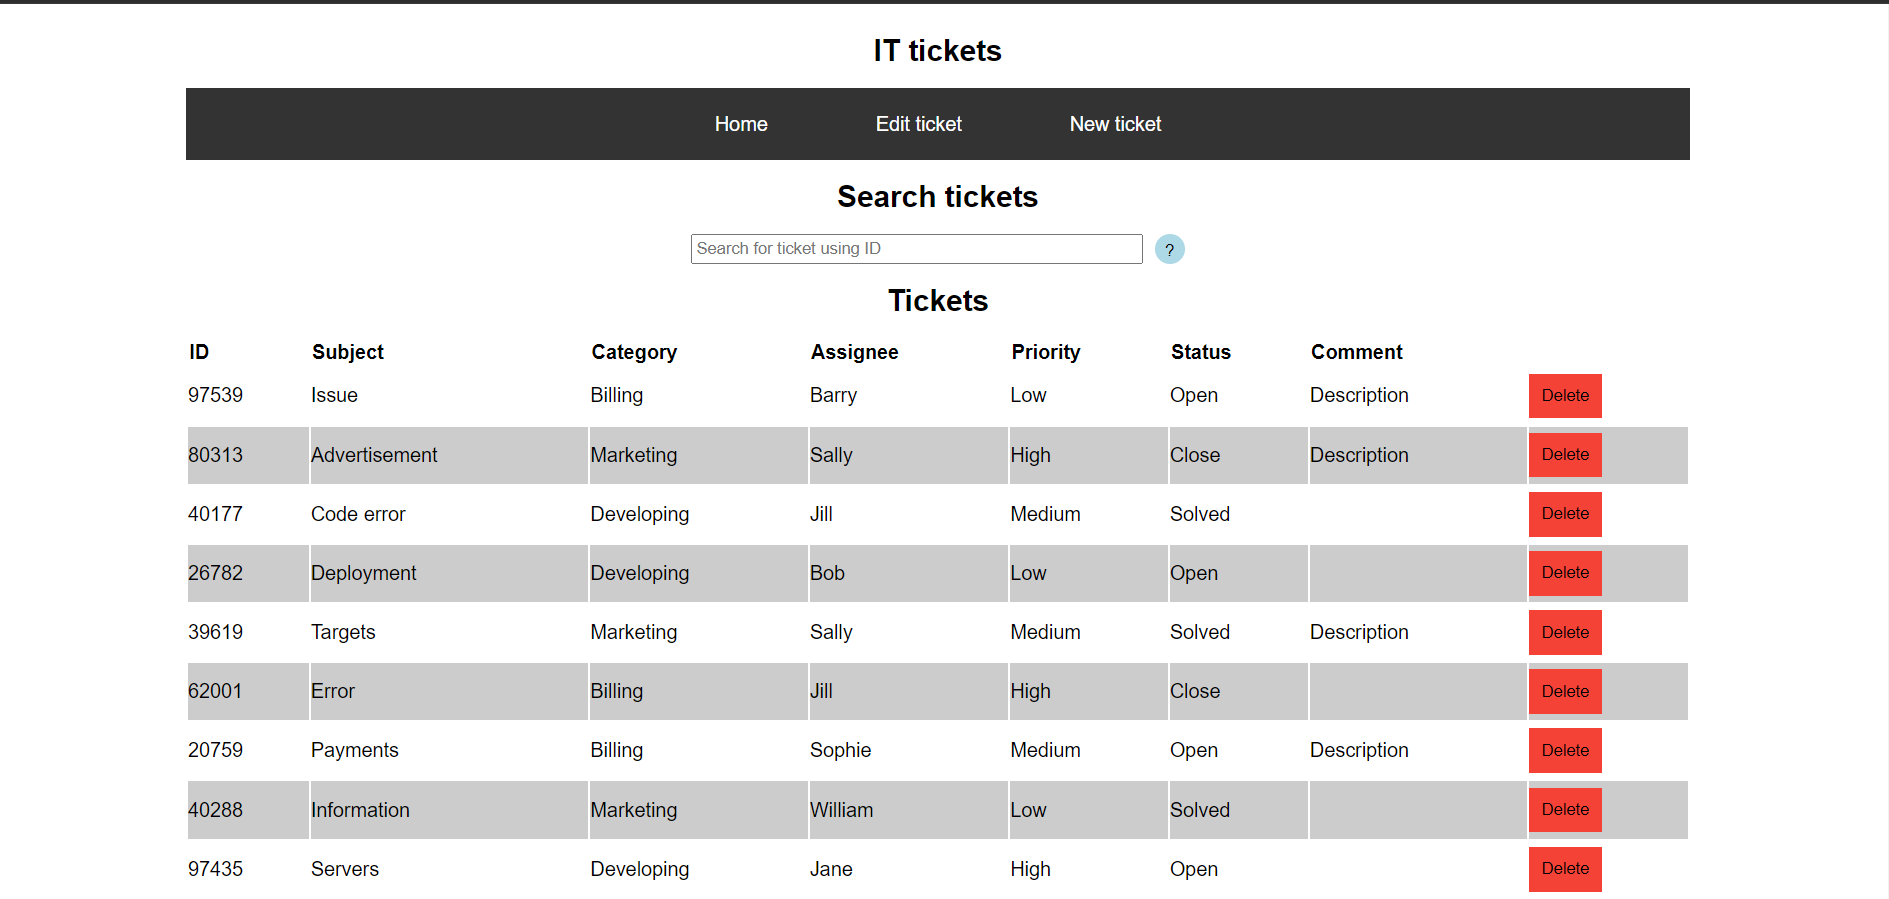 IT tickets
Home Edit ticket New ticket
Search tickets
Search for ticket using ID ?
Tickets
ID Subject Category Assignee Priority Status Comment
97539 Issue Billing Barry Low Open Description Delete
80313 Advertisement Marketing Sally High Close Description Delete
40177 Code error Developing Jill Medium Solved Delete
26782 Deployment Developing Bob Low Open Delete
39619 Targets Marketing Sally Medium Solved Description Delete
62001 Error Billing Jill High Close Delete
20759 Payments Billing Sophie Medium Open Description Delete
40288 Information Marketing William Low Solved Delete
97435 Servers Developing Jane High Open Delete